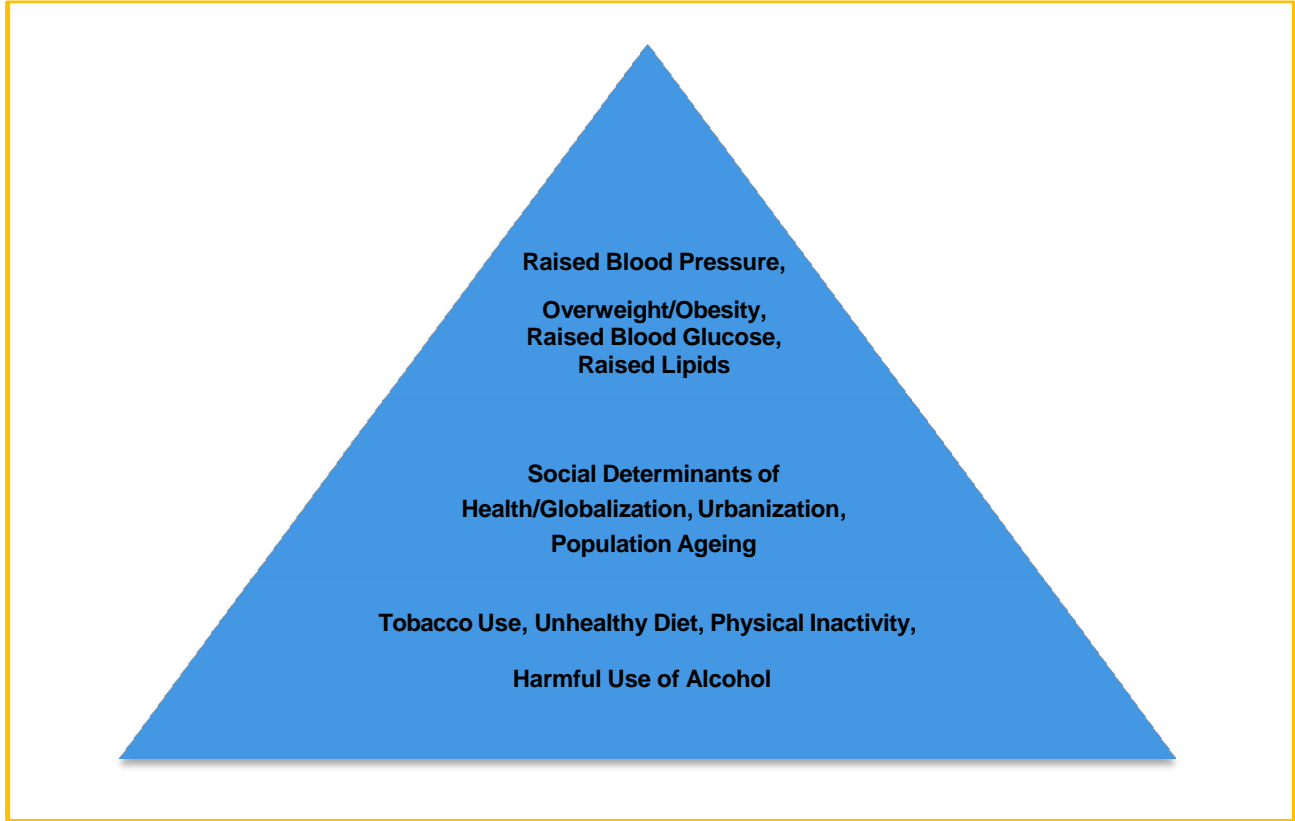 Raised Blood Pressure,
Overweight/Obesity,
Raised Blood Glucose,
Raised Lipids
Social Determinants of
Health/Globalization, Urbanization,
Population Ageing
Tobacco Use, Unhealthy Diet, Physical Inactivity,
Harmful Use of Alcohol